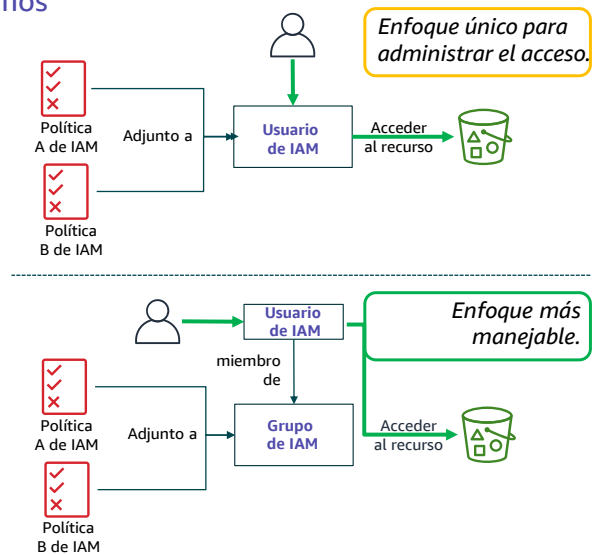 Enfoque único para
administrar el acceso.
Política
A de IAM
Adjunto a
Usuario
de IAM
Acceder
al recurso
Política
B de IAM
Usuario
de IAM
Enfoque más
manejable.
miembro
de
Política
A de IAM
Adjunto a
Grupo
de IAM
Acceder
al recurso
Política
B de IAM